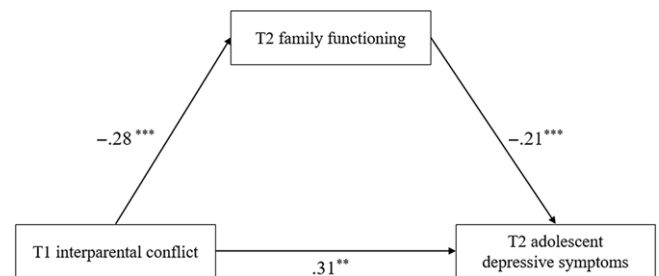 T2 family functioning
−.28 ***
−.21***
T1 interparental conflict
.31**
T2 adolescent
depressive symptoms